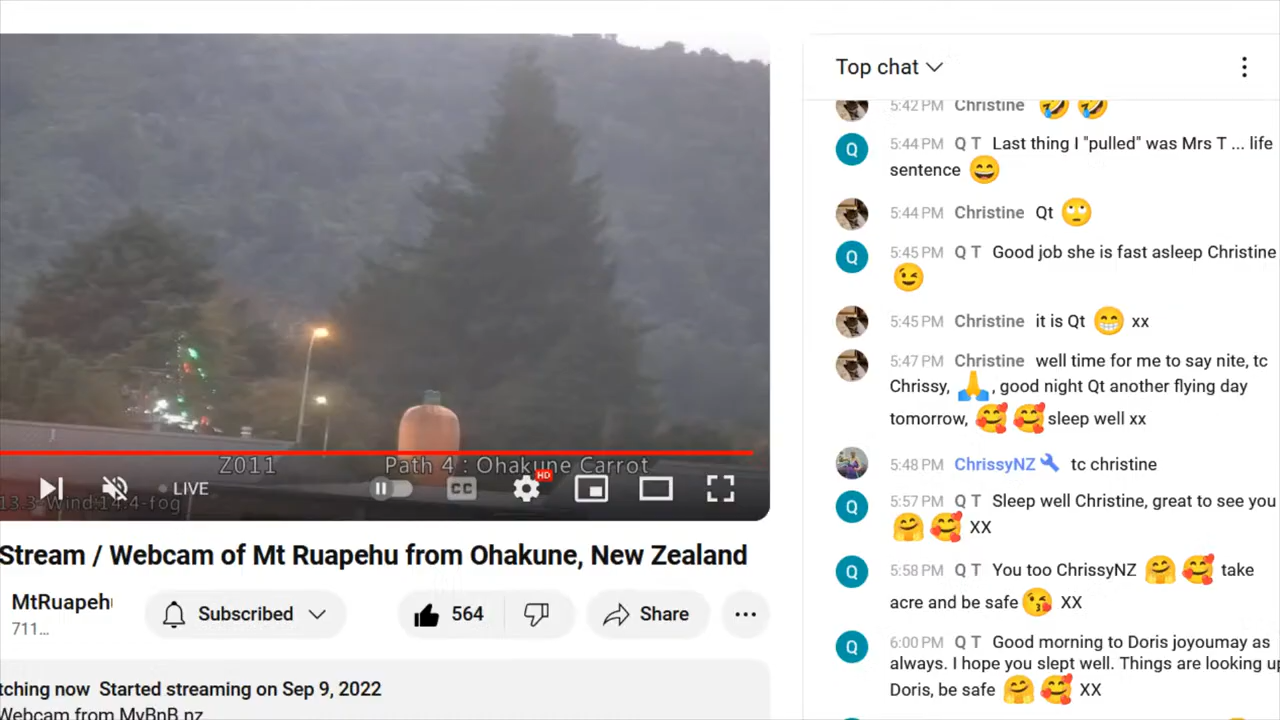 Top chat
5:42 PM Christine 🤣 🤣
Q 5:44 PM Q T Last thing I "pulled" was Mrs T ... life
sentence 😄
5:44 PM Christine Qt 🙄
Q 5:45 PM Q T Good job she is fast asleep Christine
😉
5:45 PM Christine it is Qt 😁 xx
5:47 PM Christine well time for me to say nite, tc
Chrissy, 🙏, good night Qt another flying day
tomorrow, 🥰 🥰 sleep well xx
5:48 PM ChrissyNZ 🔧 tc christine
Q 5:57 PM Q T Sleep well Christine, great to see you
🤗 🥰 XX
Q 5:58 PM Q T You too ChrissyNZ 🤗 🥰 take
acre and be safe 😘 XX
Q 6:00 PM Q T Good morning to Doris joyoumay as
always. I hope you slept well. Things are looking up
Doris, be safe 🤗 🥰 XX
Z011 Path 4 : Ohakune Carrot
LIVE CC HD
13.3-Wind:14.4-fog
Stream / Webcam of Mt Ruapehu from Ohakune, New Zealand
MtRuapeh
711...
Subscribed 564 Share
tching now Started streaming on Sep 9, 2022
Webcam from MyBnB.nz